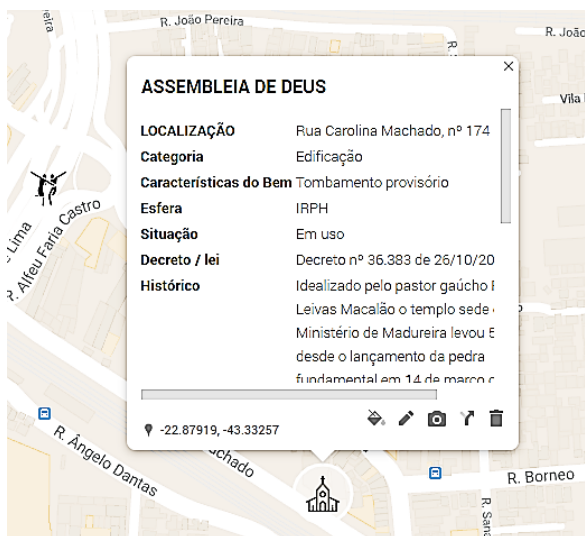 R. João Pereira
R. João
Vila
ASSEMBLEIA DE DEUS
LOCALIZAÇÃO Rua Carolina Machado, nº 174
Categoria Edificação
Características do Bem Tombamento provisório
Esfera IRPH
Situação Em uso
Decreto / lei Decreto nº 36.383 de 26/10/20
Histórico Idealizado pelo pastor gaúcho
Leivas Macalão o templo sede
Ministério de Madureira levou
desde o lançamento da pedra
fundamental em 14 de março
-22.87919, -43.33257
Lima
R. Alfeu Faria Castro
R. Ângelo Dantas
chado
R. Borneo
R. Sana